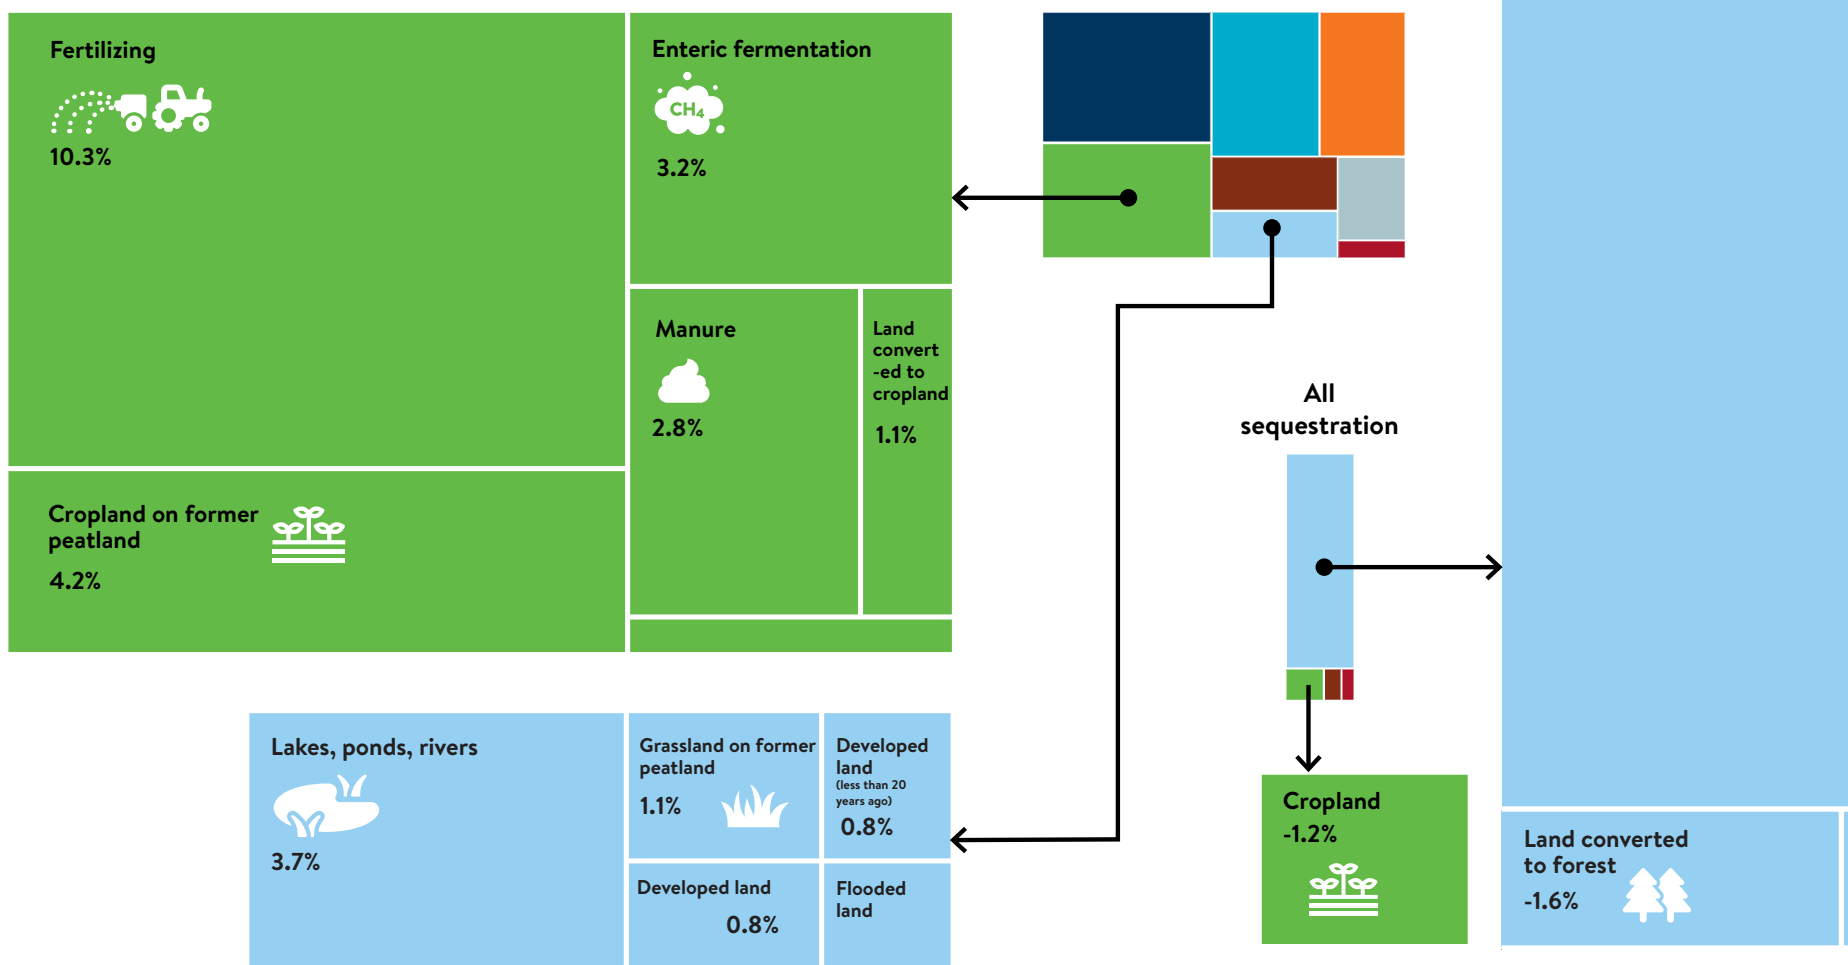 Fertilizing
10.3%
Enteric fermentation
CH4
3.2%
Manure
2.8%
Land
convert
-ed to
cropland
1.1%
Cropland on former
peatland
4.2%
All
sequestration
Lakes, ponds, rivers
3.7%
Grassland on former
peatland
1.1%
Developed
land
(less than 20
years ago)
0.8%
Developed land
0.8%
Flooded
land
Cropland
-1.2%
Land converted
to forest
-1.6%